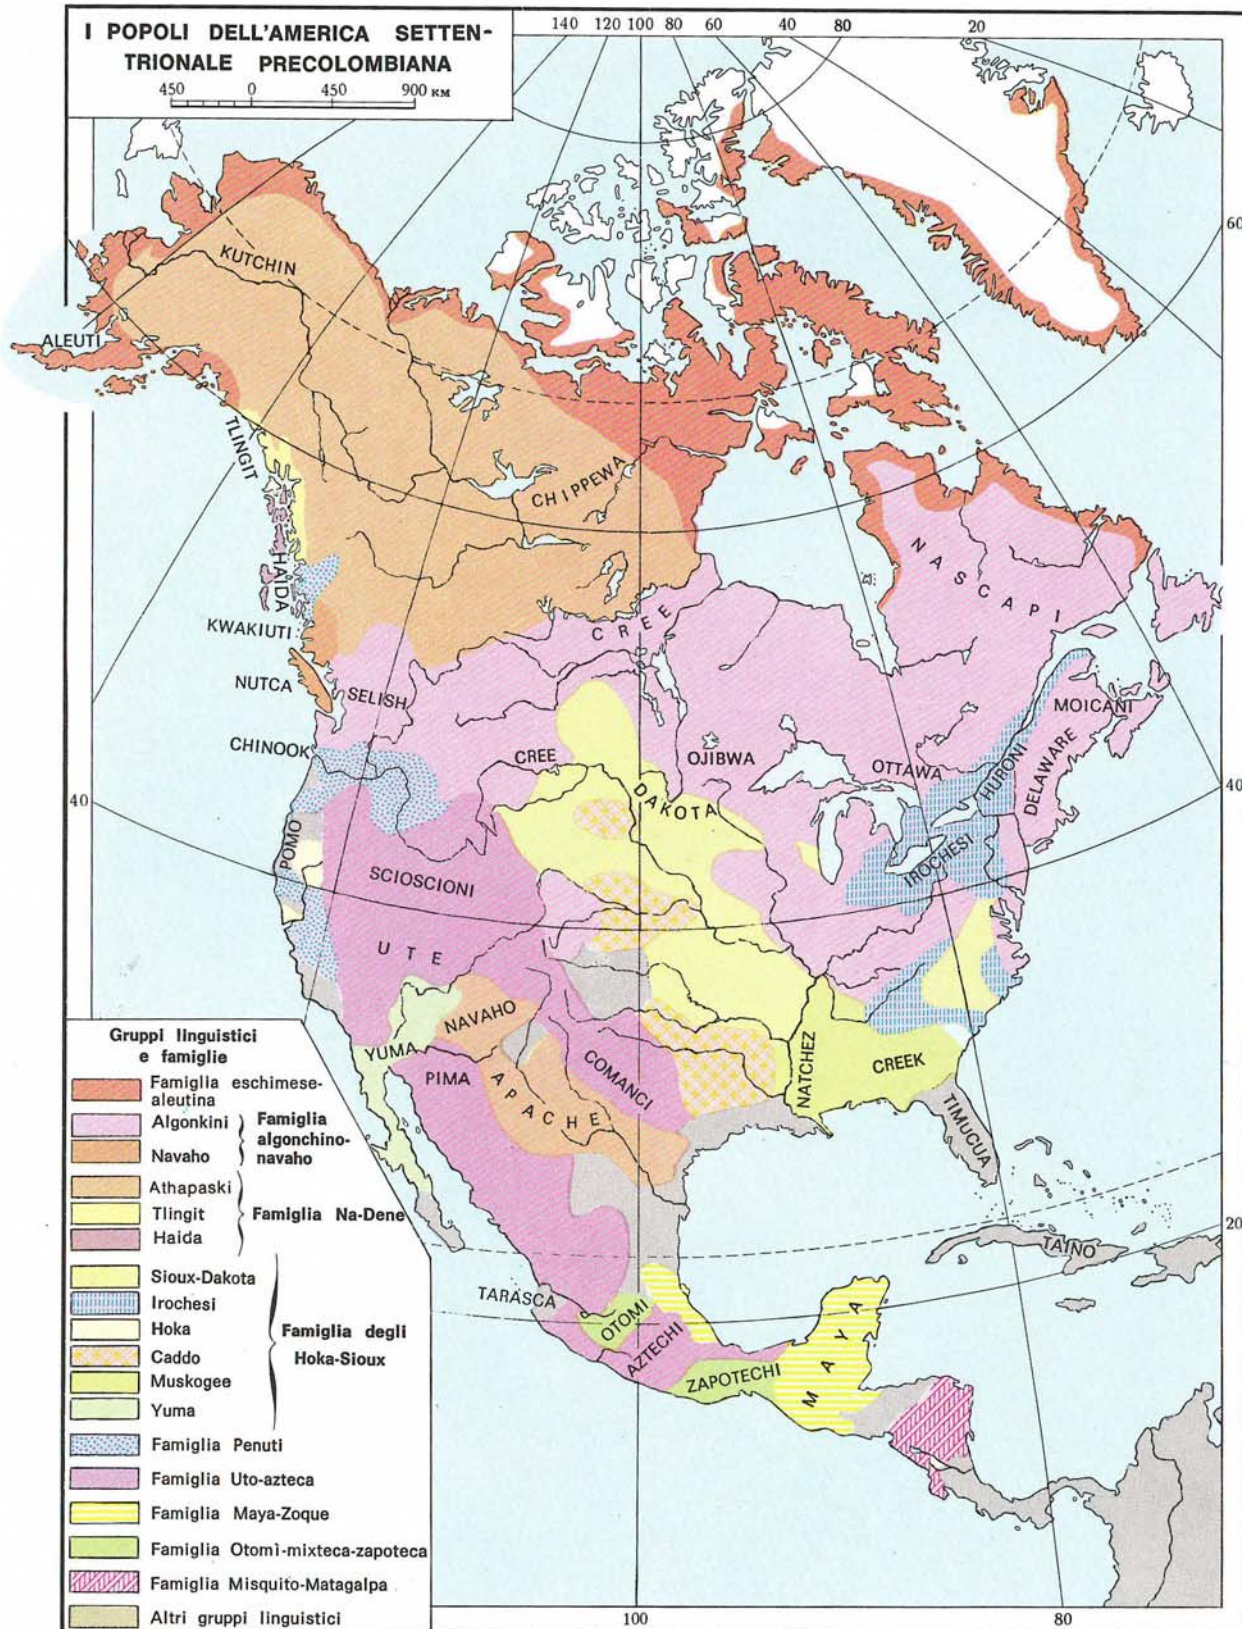 I POPOLI DELL'AMERICA SETTEN-
TRIONALE PRECOLOMBIANA
450 0 450 900 KM
140 120 100 80 60 40 80 20
60
40
40
20
100
80
KUTCHIN
ALEUTI
TLINGIT
CHIPPEWA
HAIDA
NASCAPI
KWAKIUTI
CREE
NUTCA
SELISH
MOICANI
CHINOOK
CREE
OJIBWA
OTTAWA
HURONI
DELAWARE
DAKOTA
POMO
SCIOSCIONI
IROCHESI
UTE
NAVAHO
YUMA
PIMA
APACHE
COMANCI
NATCHEZ
CREEK
TIMUCUA
TAINO
TARASCA
OTOMI
AZTECHI
ZAPOTECHI
MAYA
Gruppi linguistici
e famiglie
Famiglia eschimese-
aleutina
Algonkini
Navaho
Famiglia
algonchino-
navaho
Athapaski
Tlingit
Haida
Famiglia Na-Dene
Sioux-Dakota
Irochesi
Hoka
Caddo
Muskogee
Yuma
Famiglia degli
Hoka-Sioux
Famiglia Penuti
Famiglia Uto-azteca
Famiglia Maya-Zoque
Famiglia Otomì-mixteca-zapoteca
Famiglia Misquito-Matagalpa
Altri gruppi linguistici